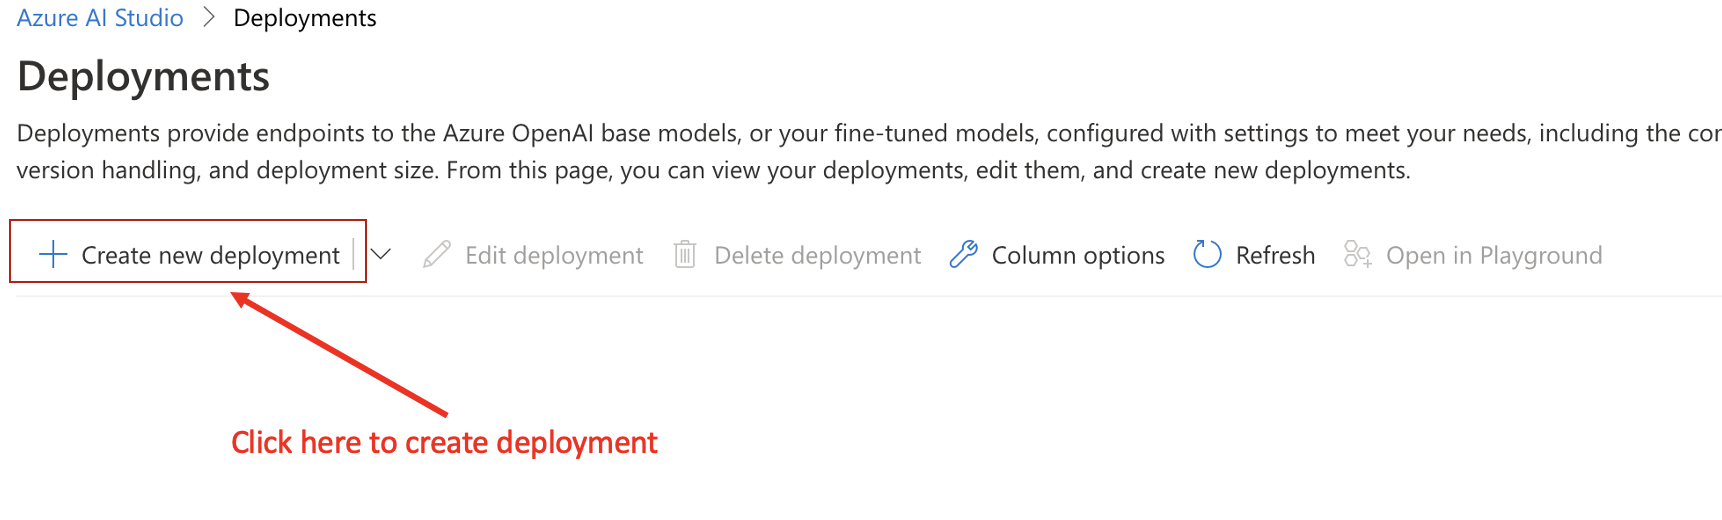 Azure AI Studio > Deployments
Deployments
Deployments provide endpoints to the Azure OpenAI base models, or your fine-tuned models, configured with settings to meet your needs, including the
version handling, and deployment size. From this page, you can view your deployments, edit them, and create new deployments.
Create new deployment Edit deployment Delete deployment Column options Refresh Open in Playground
Click here to create deployment